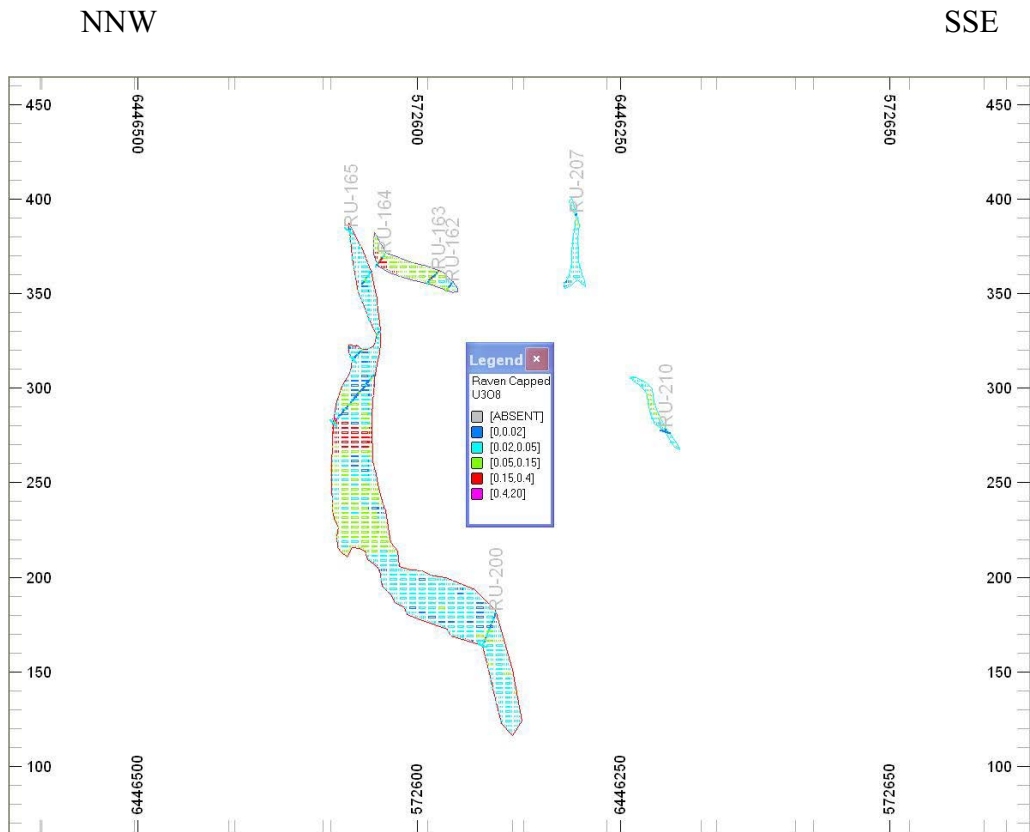 NNW
SSE
450
6446500
572600
6446250
572650
450
400
RU-165
RU-164
RU-163
RU-162
RU-207
400
350
350
Legend
Raven Capped
U3O8
[ABSENT]
[0,0.02]
[0.02,0.05]
[0.05,0.15]
[0.15,0.4]
[0.4,20]
300
RU-210
300
250
250
200
RU-200
200
150
150
100
6446500
572600
6446250
572650
100